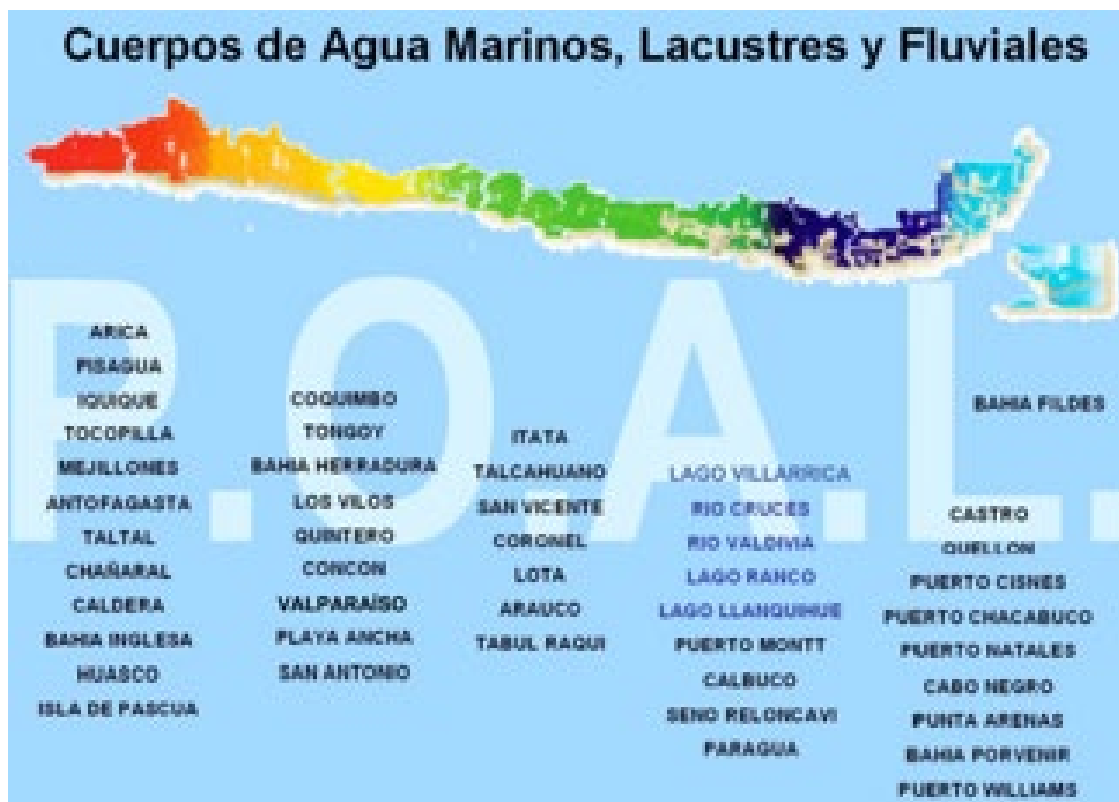 Cuerpos de Agua Marinos, Lacustres y Fluviales
P.O.A.L.
ARICA
PISAGUA
IQUIQUE
TOCOPILLA
MEJILLONES
ANTOFAGASTA
TALTAL
CHAÑARAL
CALDERA
BAHIA INGLESA
HUASCO
ISLA DE PASCUA
COQUIMBO
TONGOY
BAHIA HERRADURA
LOS VILOS
QUINTERO
CONCON
VALPARAÍSO
PLAYA ANCHA
SAN ANTONIO
ITATA
TALCAHUANO
SAN VICENTE
CORONEL
LOTA
ARAUCO
TABUL RAQUI
LAGO VILLARRICA
RIO CRUCES
RIO VALDIVIA
LAGO RANCO
LAGO LLANQUIHUE
PUERTO MONTT
CALBUCO
SENO RELONCAVI
PARAGUA
BAHIA FILDES
CASTRO
QUELLON
PUERTO CISNES
PUERTO CHACABUCO
PUERTO NATALES
CABO NEGRO
PUNTA ARENAS
BAHIA PORVENIR
PUERTO WILLIAMS